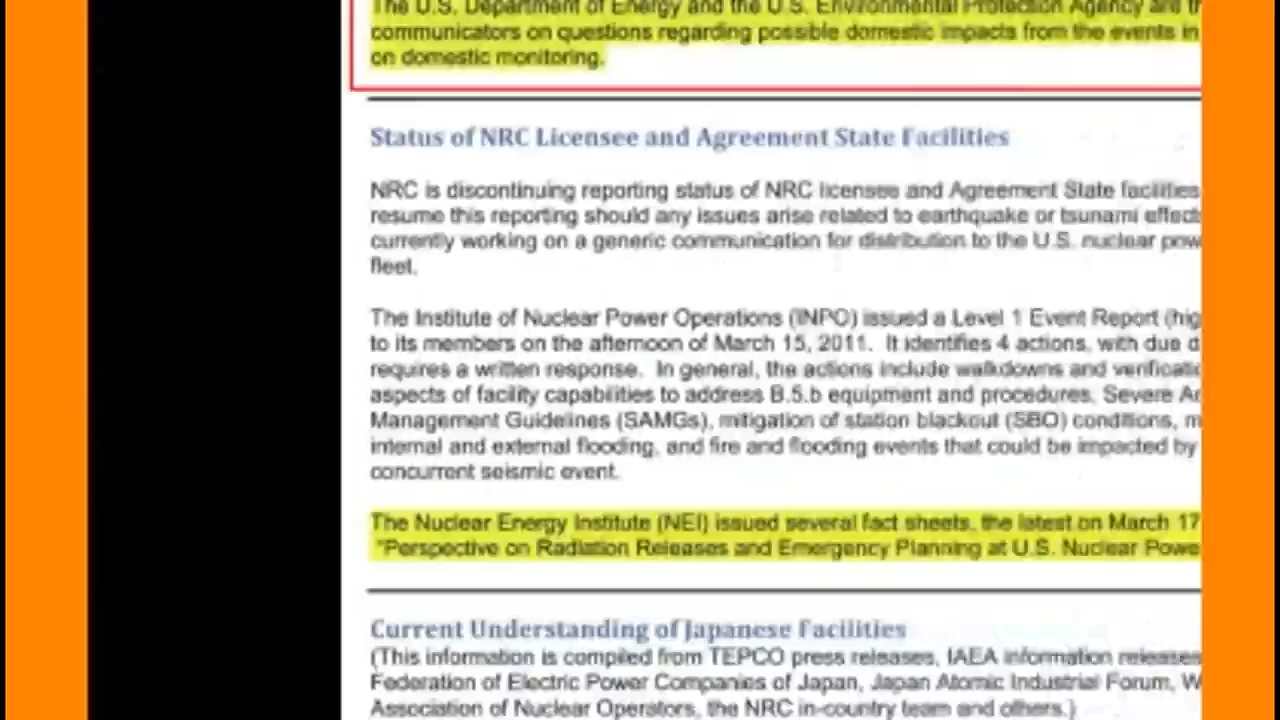 The U.S. Department of Energy and the U.S. Environmental Protection Agency are
communicators on questions regarding possible domestic impacts from the events in
on domestic monitoring.
Status of NRC Licensee and Agreement State Facilities
NRC is discontinuing reporting status of NRC licensee and Agreement State facilities
resume this reporting should any issues arise related to earthquake or tsunami effect
currently working on a generic communication for distribution to the U.S. nuclear pow
fleet.
The Institute of Nuclear Power Operations (INPO) issued a Level 1 Event Report (hig
to its members on the afternoon of March 15, 2011. It identifies 4 actions, with due d
requires a written response. In general, the actions include walkdowns and verificatio
aspects of facility capabilities to address B.5.b equipment and procedures, Severe Ac
Management Guidelines (SAMGs), mitigation of station blackout (SBO) conditions, m
internal and external flooding, and fire and flooding events that could be impacted by
concurrent seismic event.
The Nuclear Energy Institute (NEI) issued several fact sheets, the latest on March 17
"Perspective on Radiation Releases and Emergency Planning at U.S. Nuclear Powe
Current Understanding of Japanese Facilities
(This information is compiled from TEPCO press releases, IAEA information releases
Federation of Electric Power Companies of Japan, Japan Atomic Industrial Forum, W
Association of Nuclear Operators, the NRC in-country team and others.)